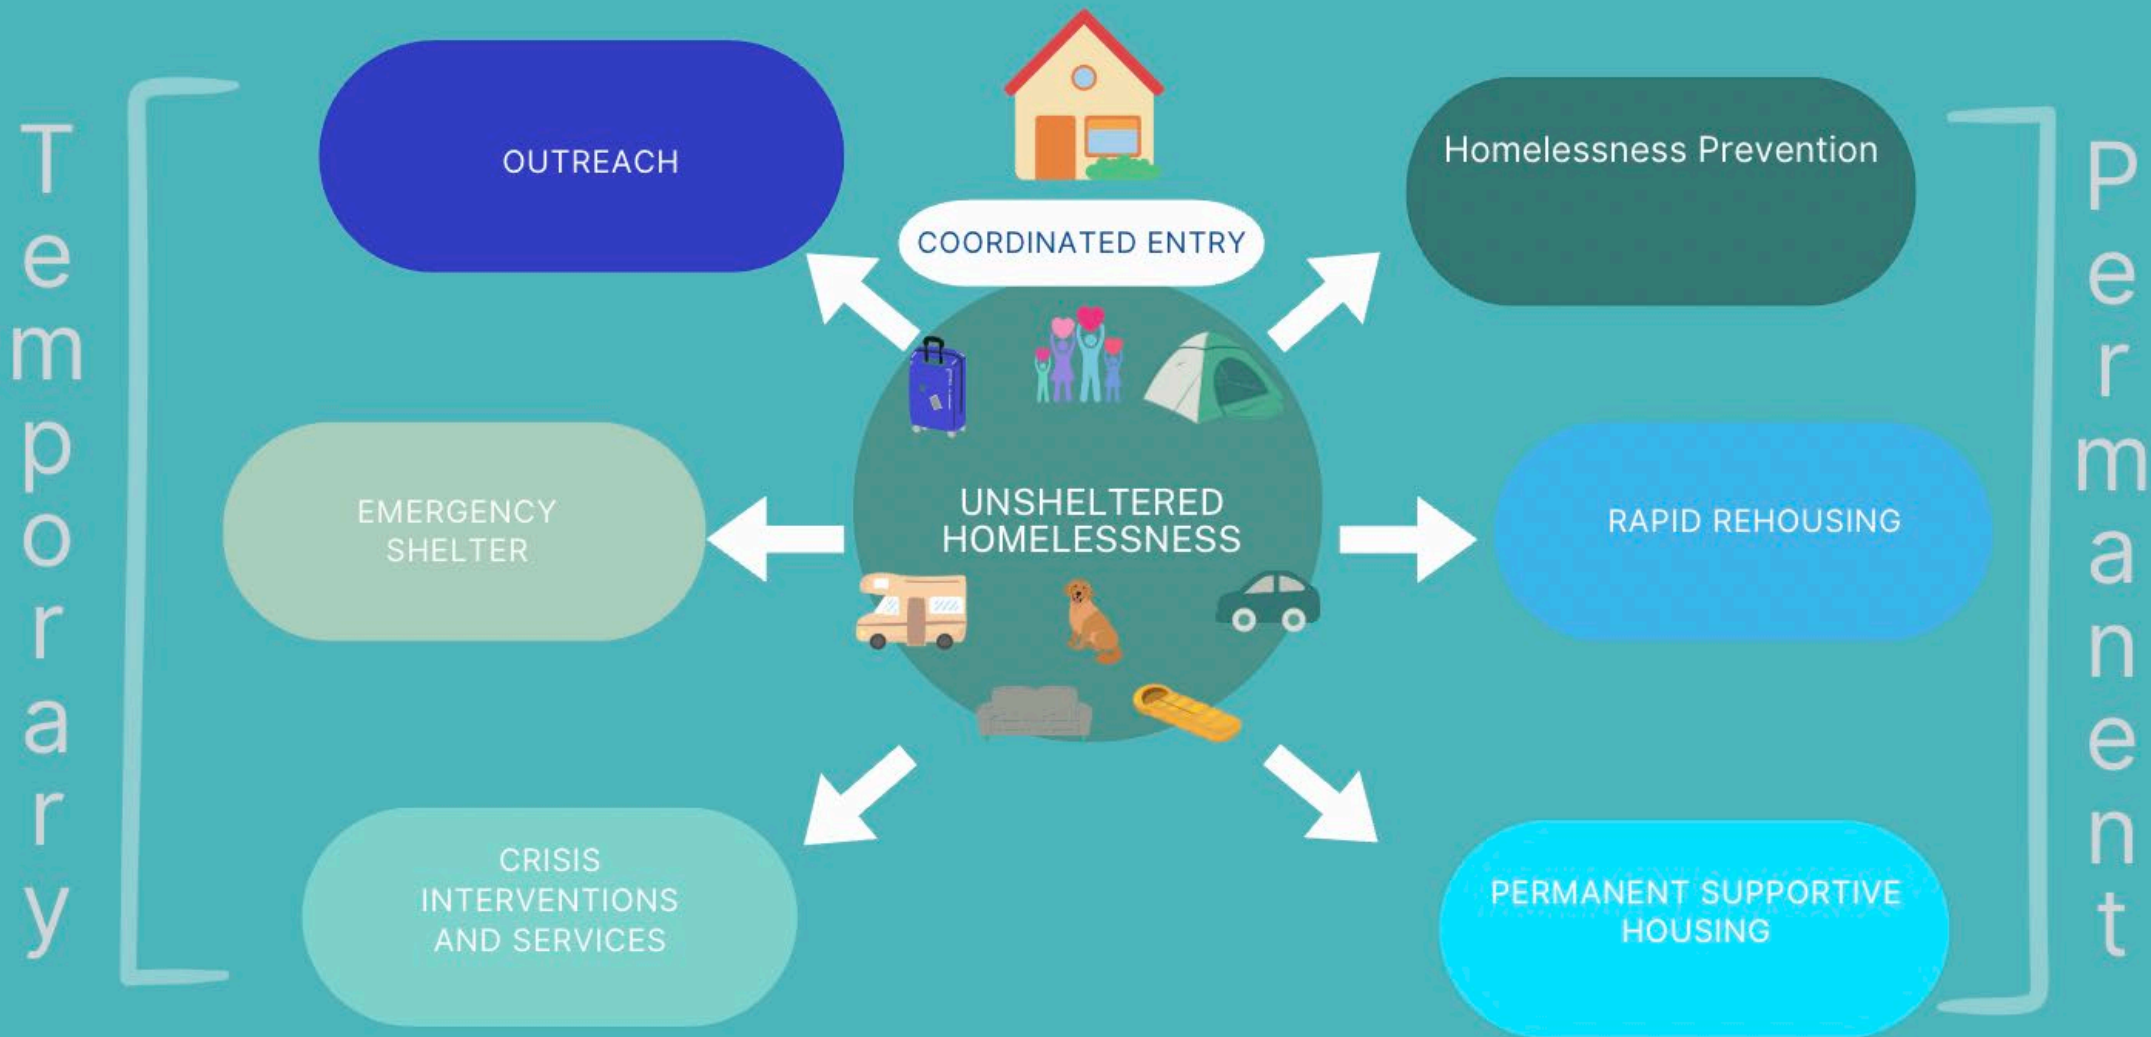 Temporary
OUTREACH
EMERGENCY
SHELTER
CRISIS
INTERVENTIONS
AND SERVICES
COORDINATED ENTRY
UNSHELTERED
HOMELESSNESS
Homelessness Prevention
RAPID REHOUSING
PERMANENT SUPPORTIVE
HOUSING
Permanent